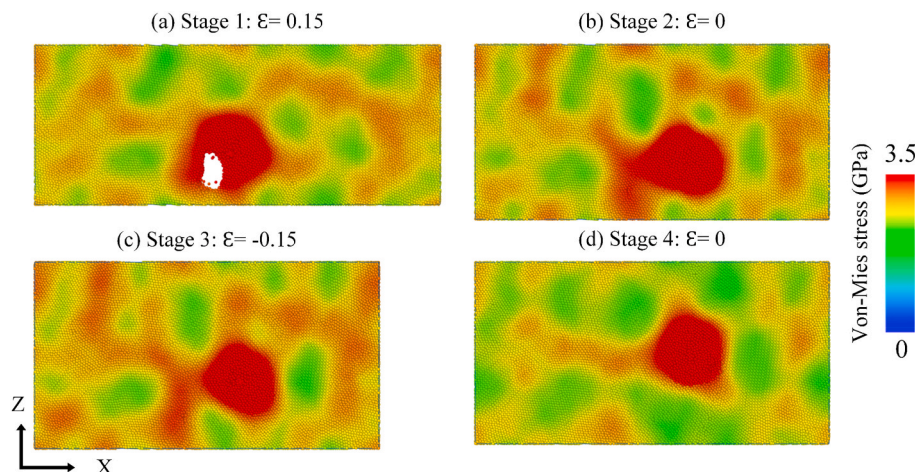 (a) Stage 1: Ɛ= 0.15
(b) Stage 2: Ɛ= 0
(c) Stage 3: Ɛ= -0.15
(d) Stage 4: Ɛ= 0
Von-Mies stress (GPa)
3.5
0
Z
X